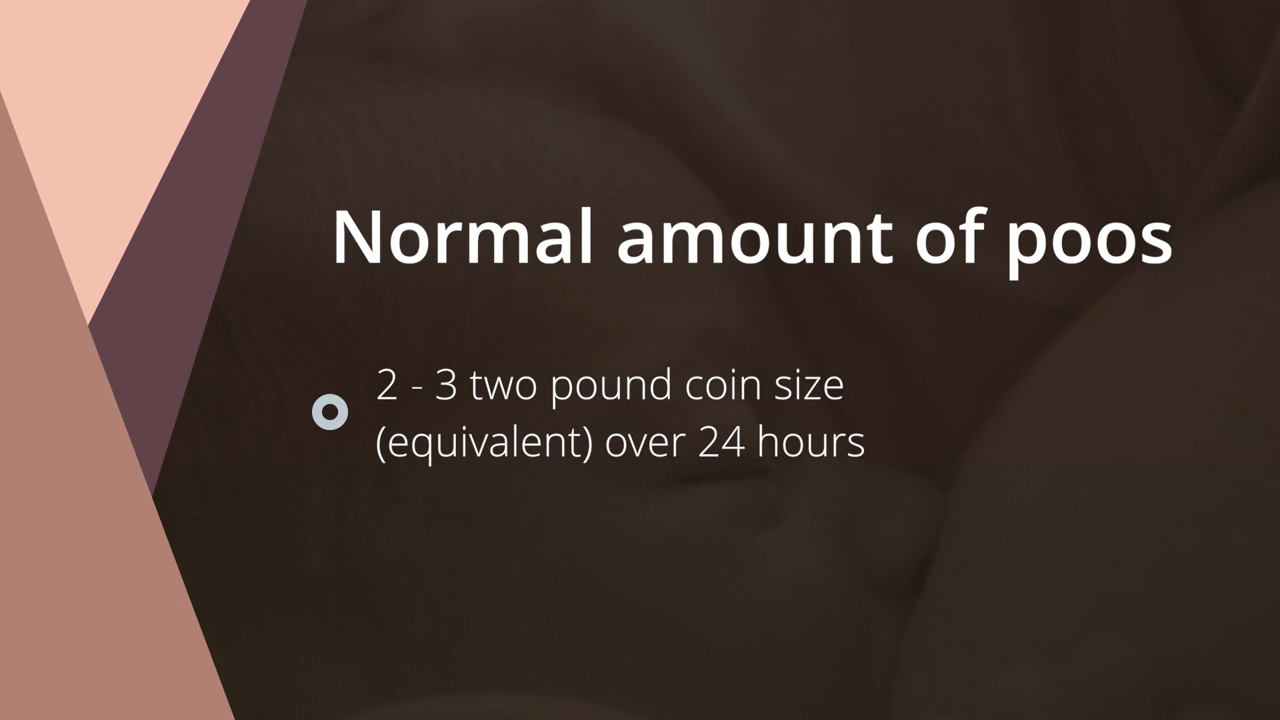 Normal amount of poos
2 - 3 two pound coin size
(equivalent) over 24 hours